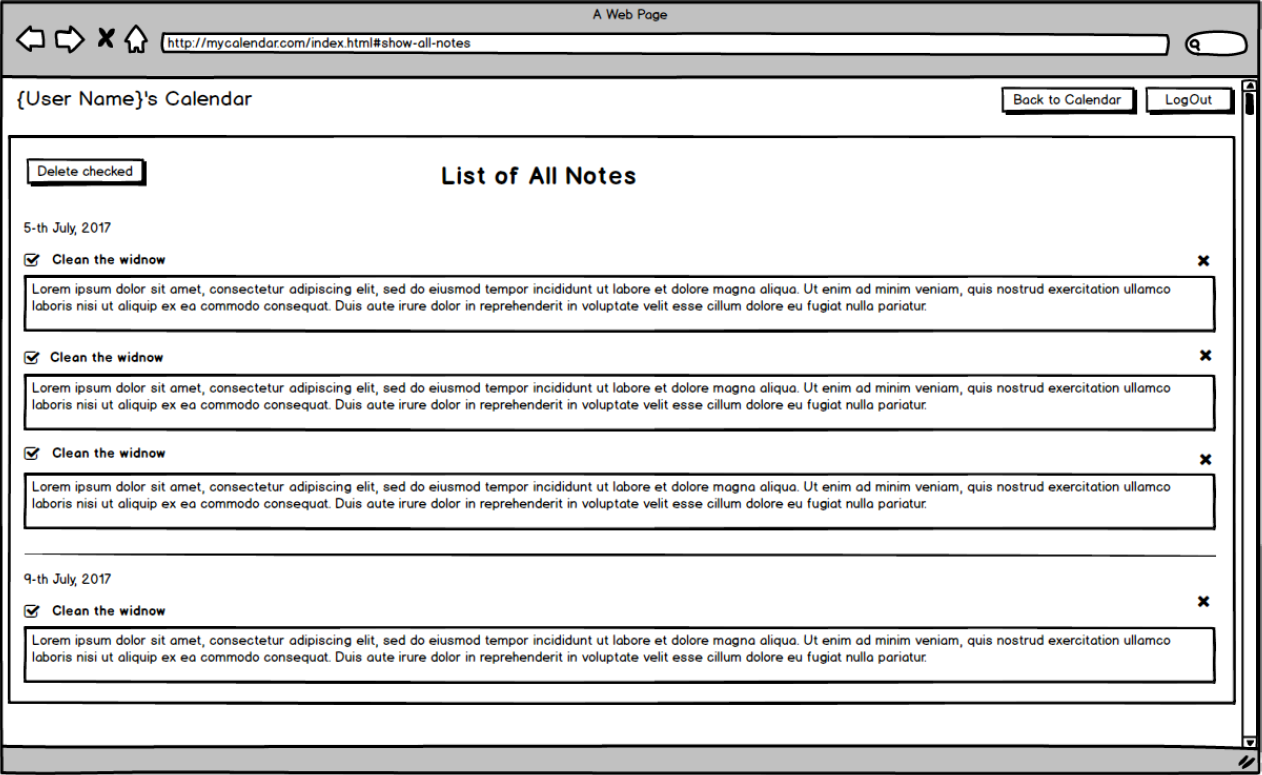 A Web Page
http://mycalendar.com/index.html#show-all-notes
{User Name}'s Calendar
Back to Calendar
LogOut
Delete checked
List of All Notes
5-th July, 2017
Clean the widnow
Lorem ipsum dolor sit amet, consectetur adipiscing elit, sed do eiusmod tempor incididunt ut labore et dolore magna aliqua. Ut enim ad minim veniam, quis nostrud exercitation ullamco
laboris nisi ut aliquip ex ea commodo consequat. Duis aute irure dolor in reprehenderit in voluptate velit esse cillum dolore eu fugiat nulla pariatur.
Clean the widnow
Lorem ipsum dolor sit amet, consectetur adipiscing elit, sed do eiusmod tempor incididunt ut labore et dolore magna aliqua. Ut enim ad minim veniam, quis nostrud exercitation ullamco
laboris nisi ut aliquip ex ea commodo consequat. Duis aute irure dolor in reprehenderit in voluptate velit esse cillum dolore eu fugiat nulla pariatur.
Clean the widnow
Lorem ipsum dolor sit amet, consectetur adipiscing elit, sed do eiusmod tempor incididunt ut labore et dolore magna aliqua. Ut enim ad minim veniam, quis nostrud exercitation ullamco
laboris nisi ut aliquip ex ea commodo consequat. Duis aute irure dolor in reprehenderit in voluptate velit esse cillum dolore eu fugiat nulla pariatur.
9-th July, 2017
Clean the widnow
Lorem ipsum dolor sit amet, consectetur adipiscing elit, sed do eiusmod tempor incididunt ut labore et dolore magna aliqua. Ut enim ad minim veniam, quis nostrud exercitation ullamco
laboris nisi ut aliquip ex ea commodo consequat. Duis aute irure dolor in reprehenderit in voluptate velit esse cillum dolore eu fugiat nulla pariatur.